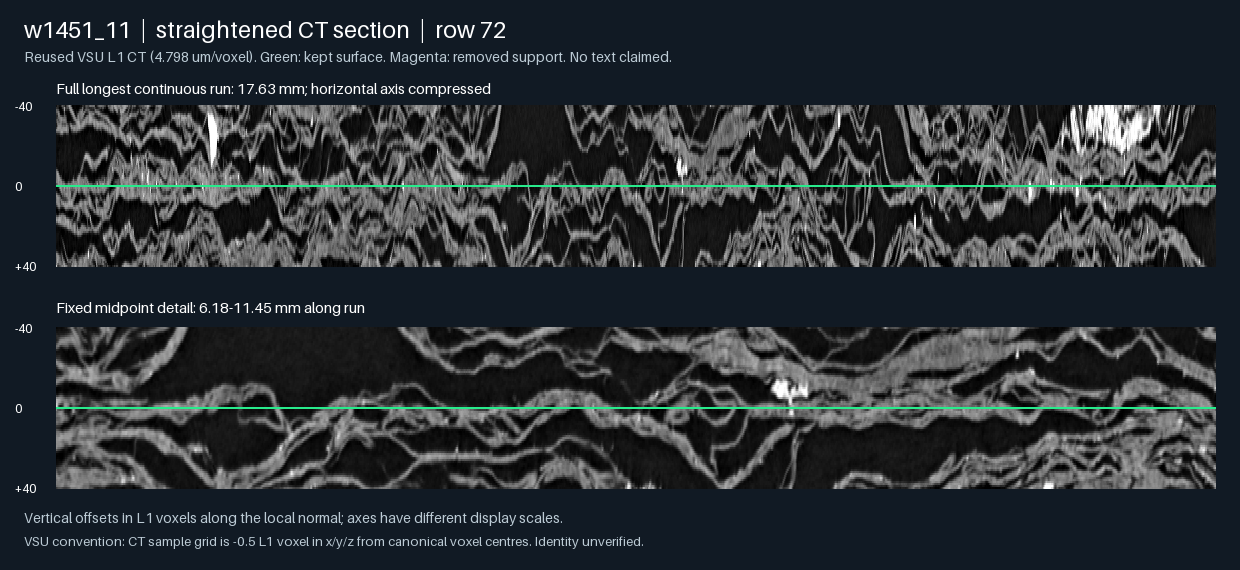 w1451_11 | straightened CT section | row 72
Reused VSU L1 CT (4.798 um/voxel). Green: kept surface. Magenta: removed support. No text claimed.
Full longest continuous run: 17.63 mm; horizontal axis compressed
-40
0
+40
Fixed midpoint detail: 6.18-11.45 mm along run
-40
0
+40
Vertical offsets in L1 voxels along the local normal; axes have different display scales.
VSU convention: CT sample grid is -0.5 L1 voxel in x/y/z from canonical voxel centres. Identity unverified.